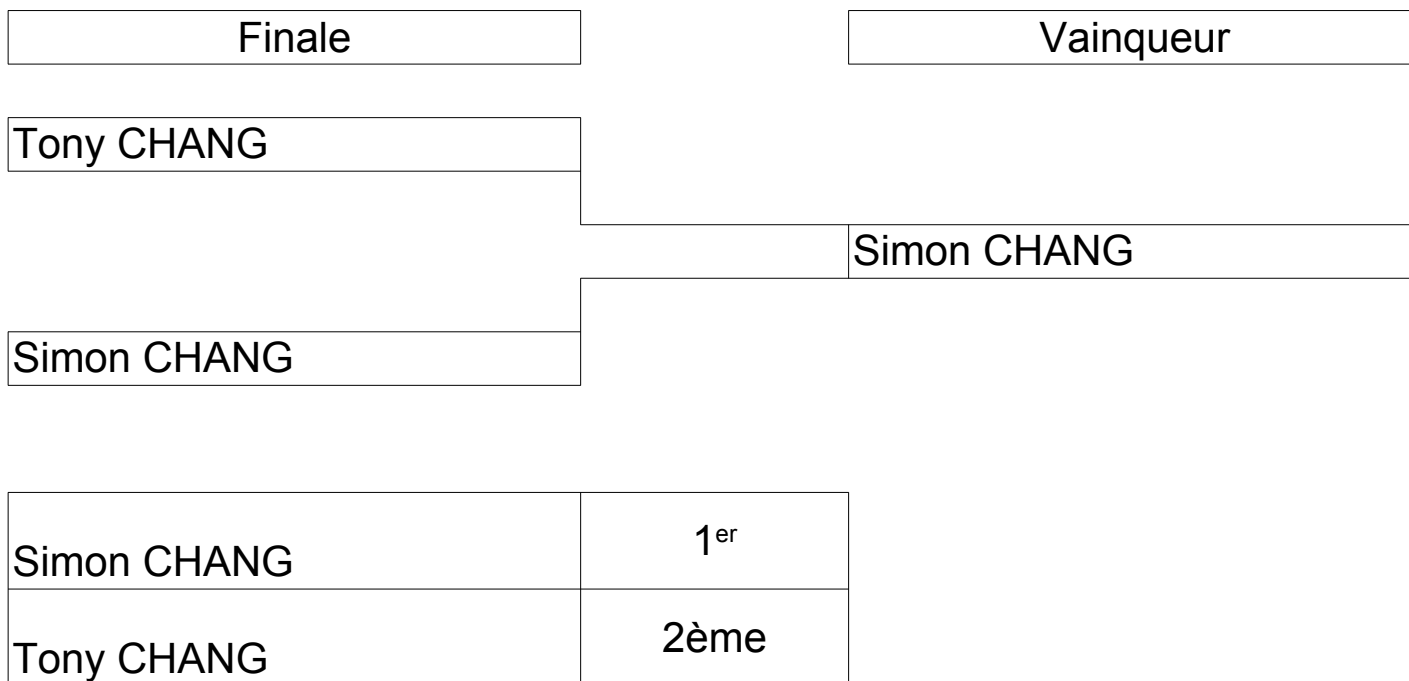 Finale
Vainqueur
Tony CHANG
Simon CHANG
Simon CHANG
Simon CHANG
1er
Tony CHANG
2ème